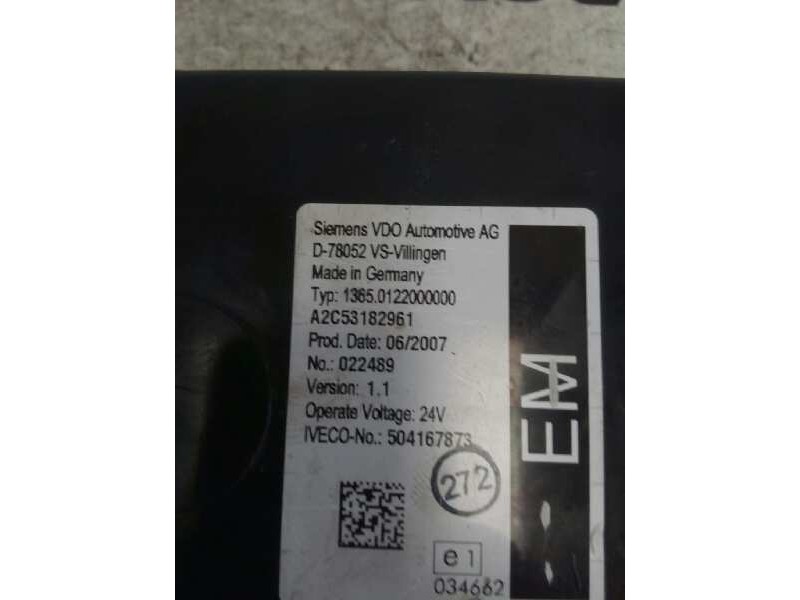 Siemens VDO Automotive AG
D-78052 VS-Villingen
Made in Germany
Typ: 1365.0122000000
A2C53182961
Prod. Date: 06/2007
No.: 022489
Version: 1.1
Operate Voltage: 24V
IVECO-No.: 504167873
272
e1
034662
EM